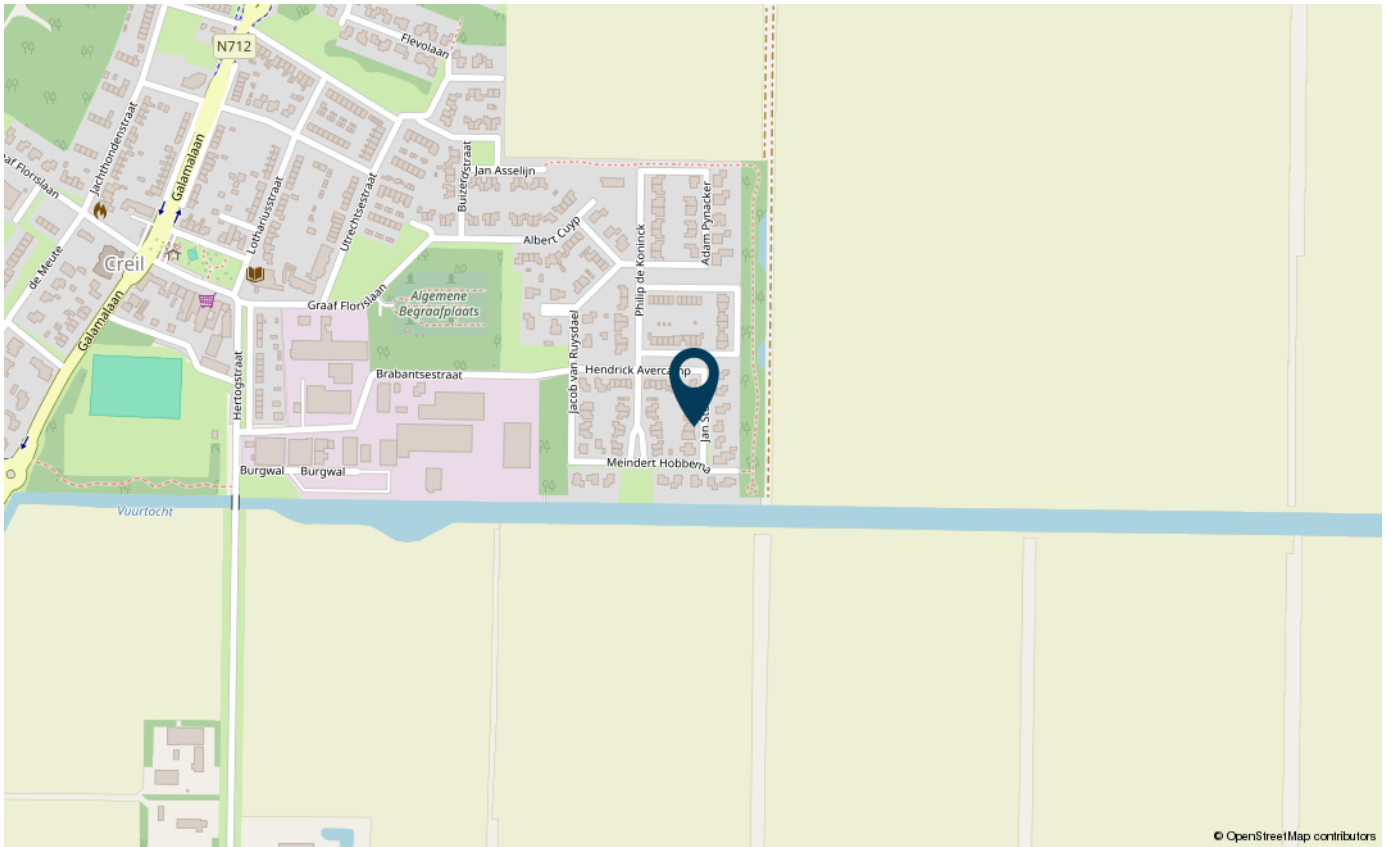 N712
Flevolaan
Jachthondenstraat
Galamalaan
Buizerdstraat
Jan Asselijn
Graaf Florislaan
Lothariusstraat
Utrechtsestraat
Adam Pynacker
Albert Cuyp
Philip de Koninck
de Meute
Creil
Graaf Florislaan
Algemene
Begraafplaats
Galamalaan
Jacob van Ruysdael
Hertogstraat
Brabantsestraat
Hendrick Avercamp
Jan
Burgwal
Burgwal
Meindert Hobbema
Vuurtocht
© OpenStreetMap contributors